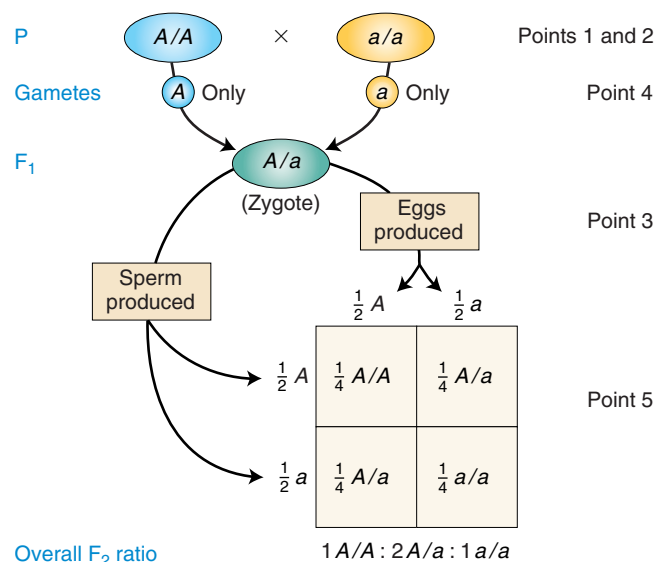 P A/A × a/a Points 1 and 2
Gametes A Only a Only Point 4
F₁ A/a
(Zygote)
Eggs
produced
Point 3
Sperm
produced
1/2 A 1/2 a
1/2 A 1/4 A/A 1/4 A/a
Point 5
1/2 a 1/4 A/a 1/4 a/a
Overall F₂ ratio 1 A/A : 2 A/a : 1 a/a